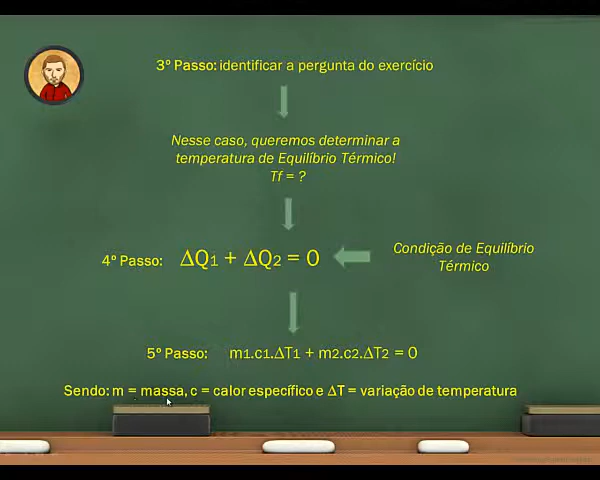 3º Passo: identificar a pergunta do exercício
Nesse caso, queremos determinar a
temperatura de Equilíbrio Térmico!
Tf = ?
4º Passo: ΔQ1 + ΔQ2 = 0
Condição de Equilíbrio
Térmico
5º Passo: m1.c1.ΔT1 + m2.c2.ΔT2 = 0
Sendo: m = massa, c = calor específico e ΔT = variação de temperatura